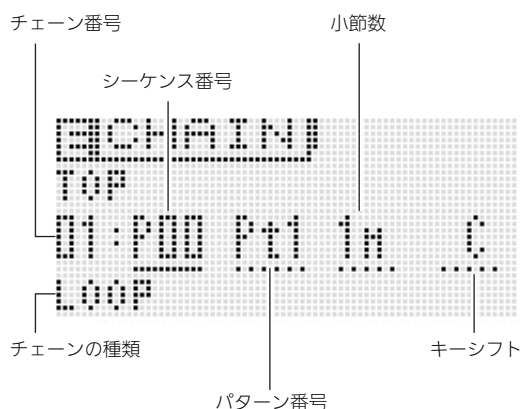 チェーン番号
小節数
シーケンス番号
CHAIN
TOP
01:P00 Pt1 1m C
LOOP
チェーンの種類
キーシフト
パターン番号